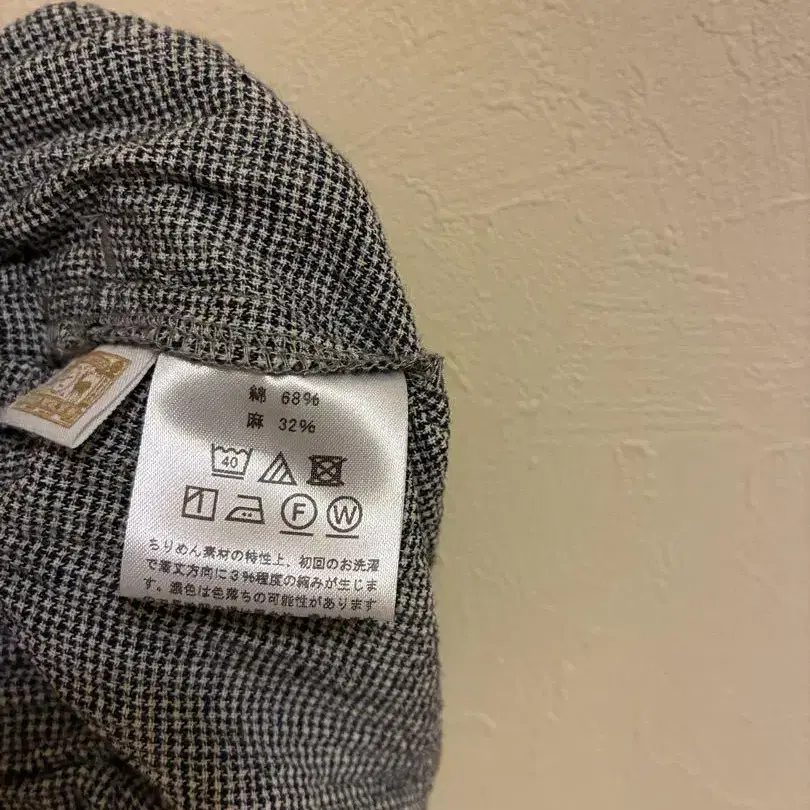 綿 68%
麻 32%
40
F W
ちりめん素材の特性上、初回のお洗濯
で着丈方向に3%程度の縮みが生じま
す。濃色は色落ちの可能性があります